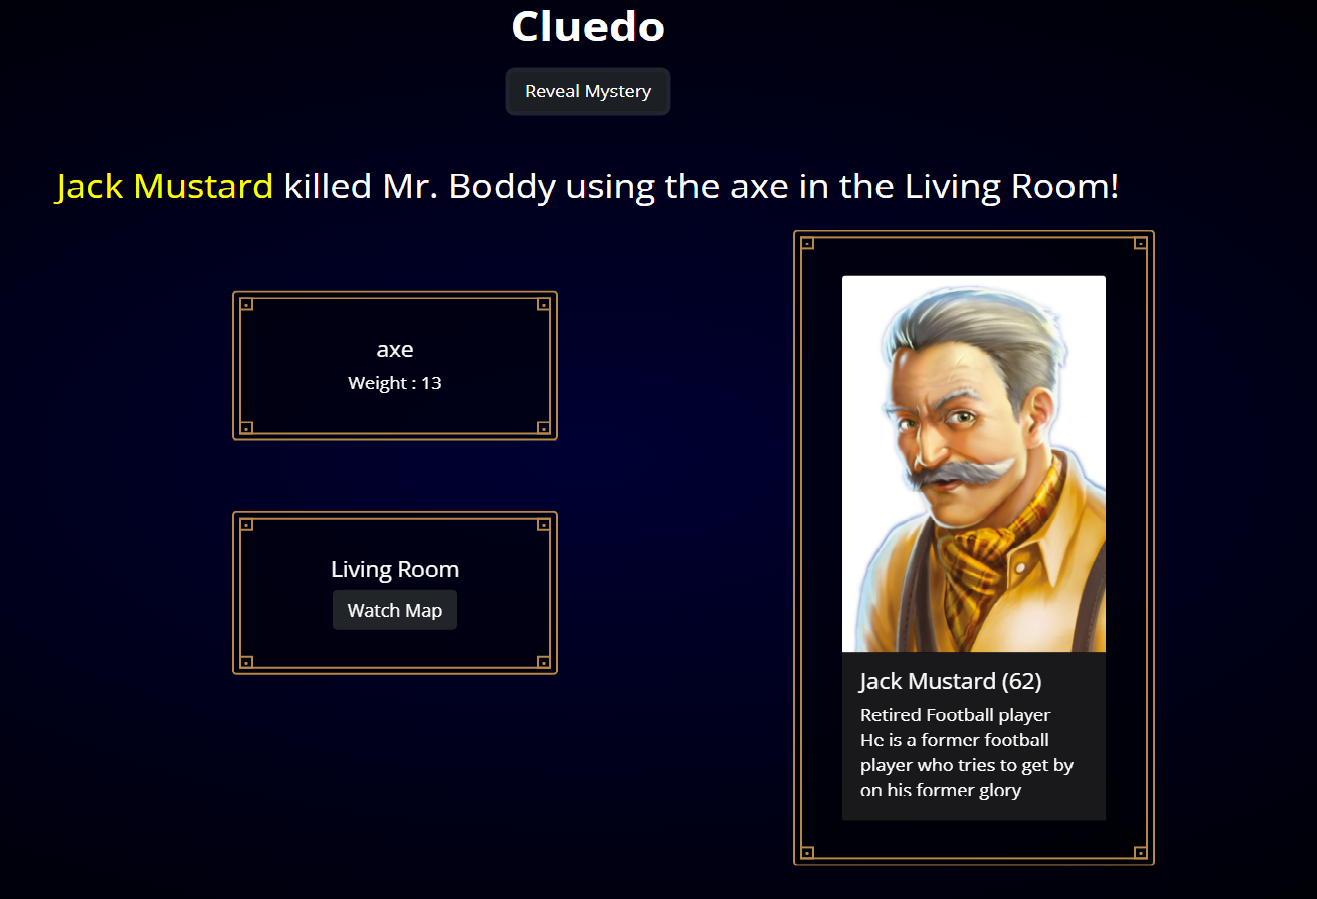 Cluedo
Reveal Mystery
Jack Mustard killed Mr. Boddy using the axe in the Living Room!
axe
Weight : 13
Living Room
Watch Map
Jack Mustard (62)
Retired Football player
He is a former football
player who tries to get by
on his former glory